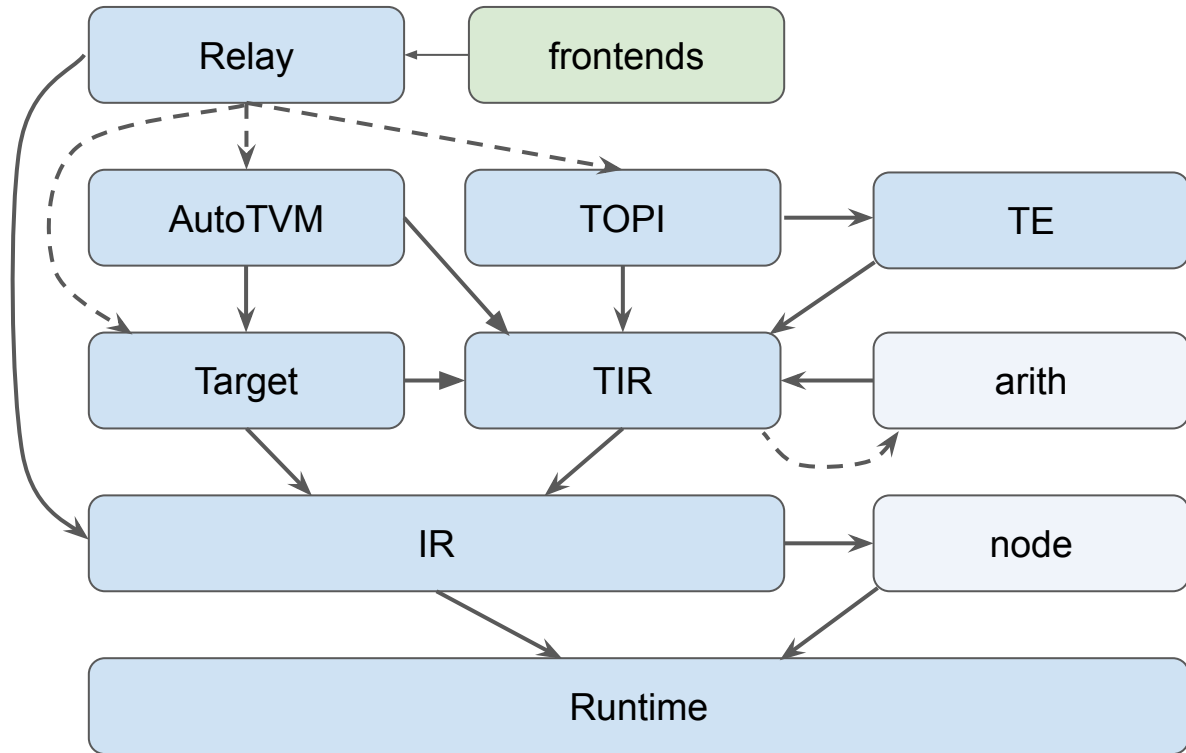 Relay
frontends
AutoTVM
TOPI
TE
Target
TIR
arith
IR
node
Runtime